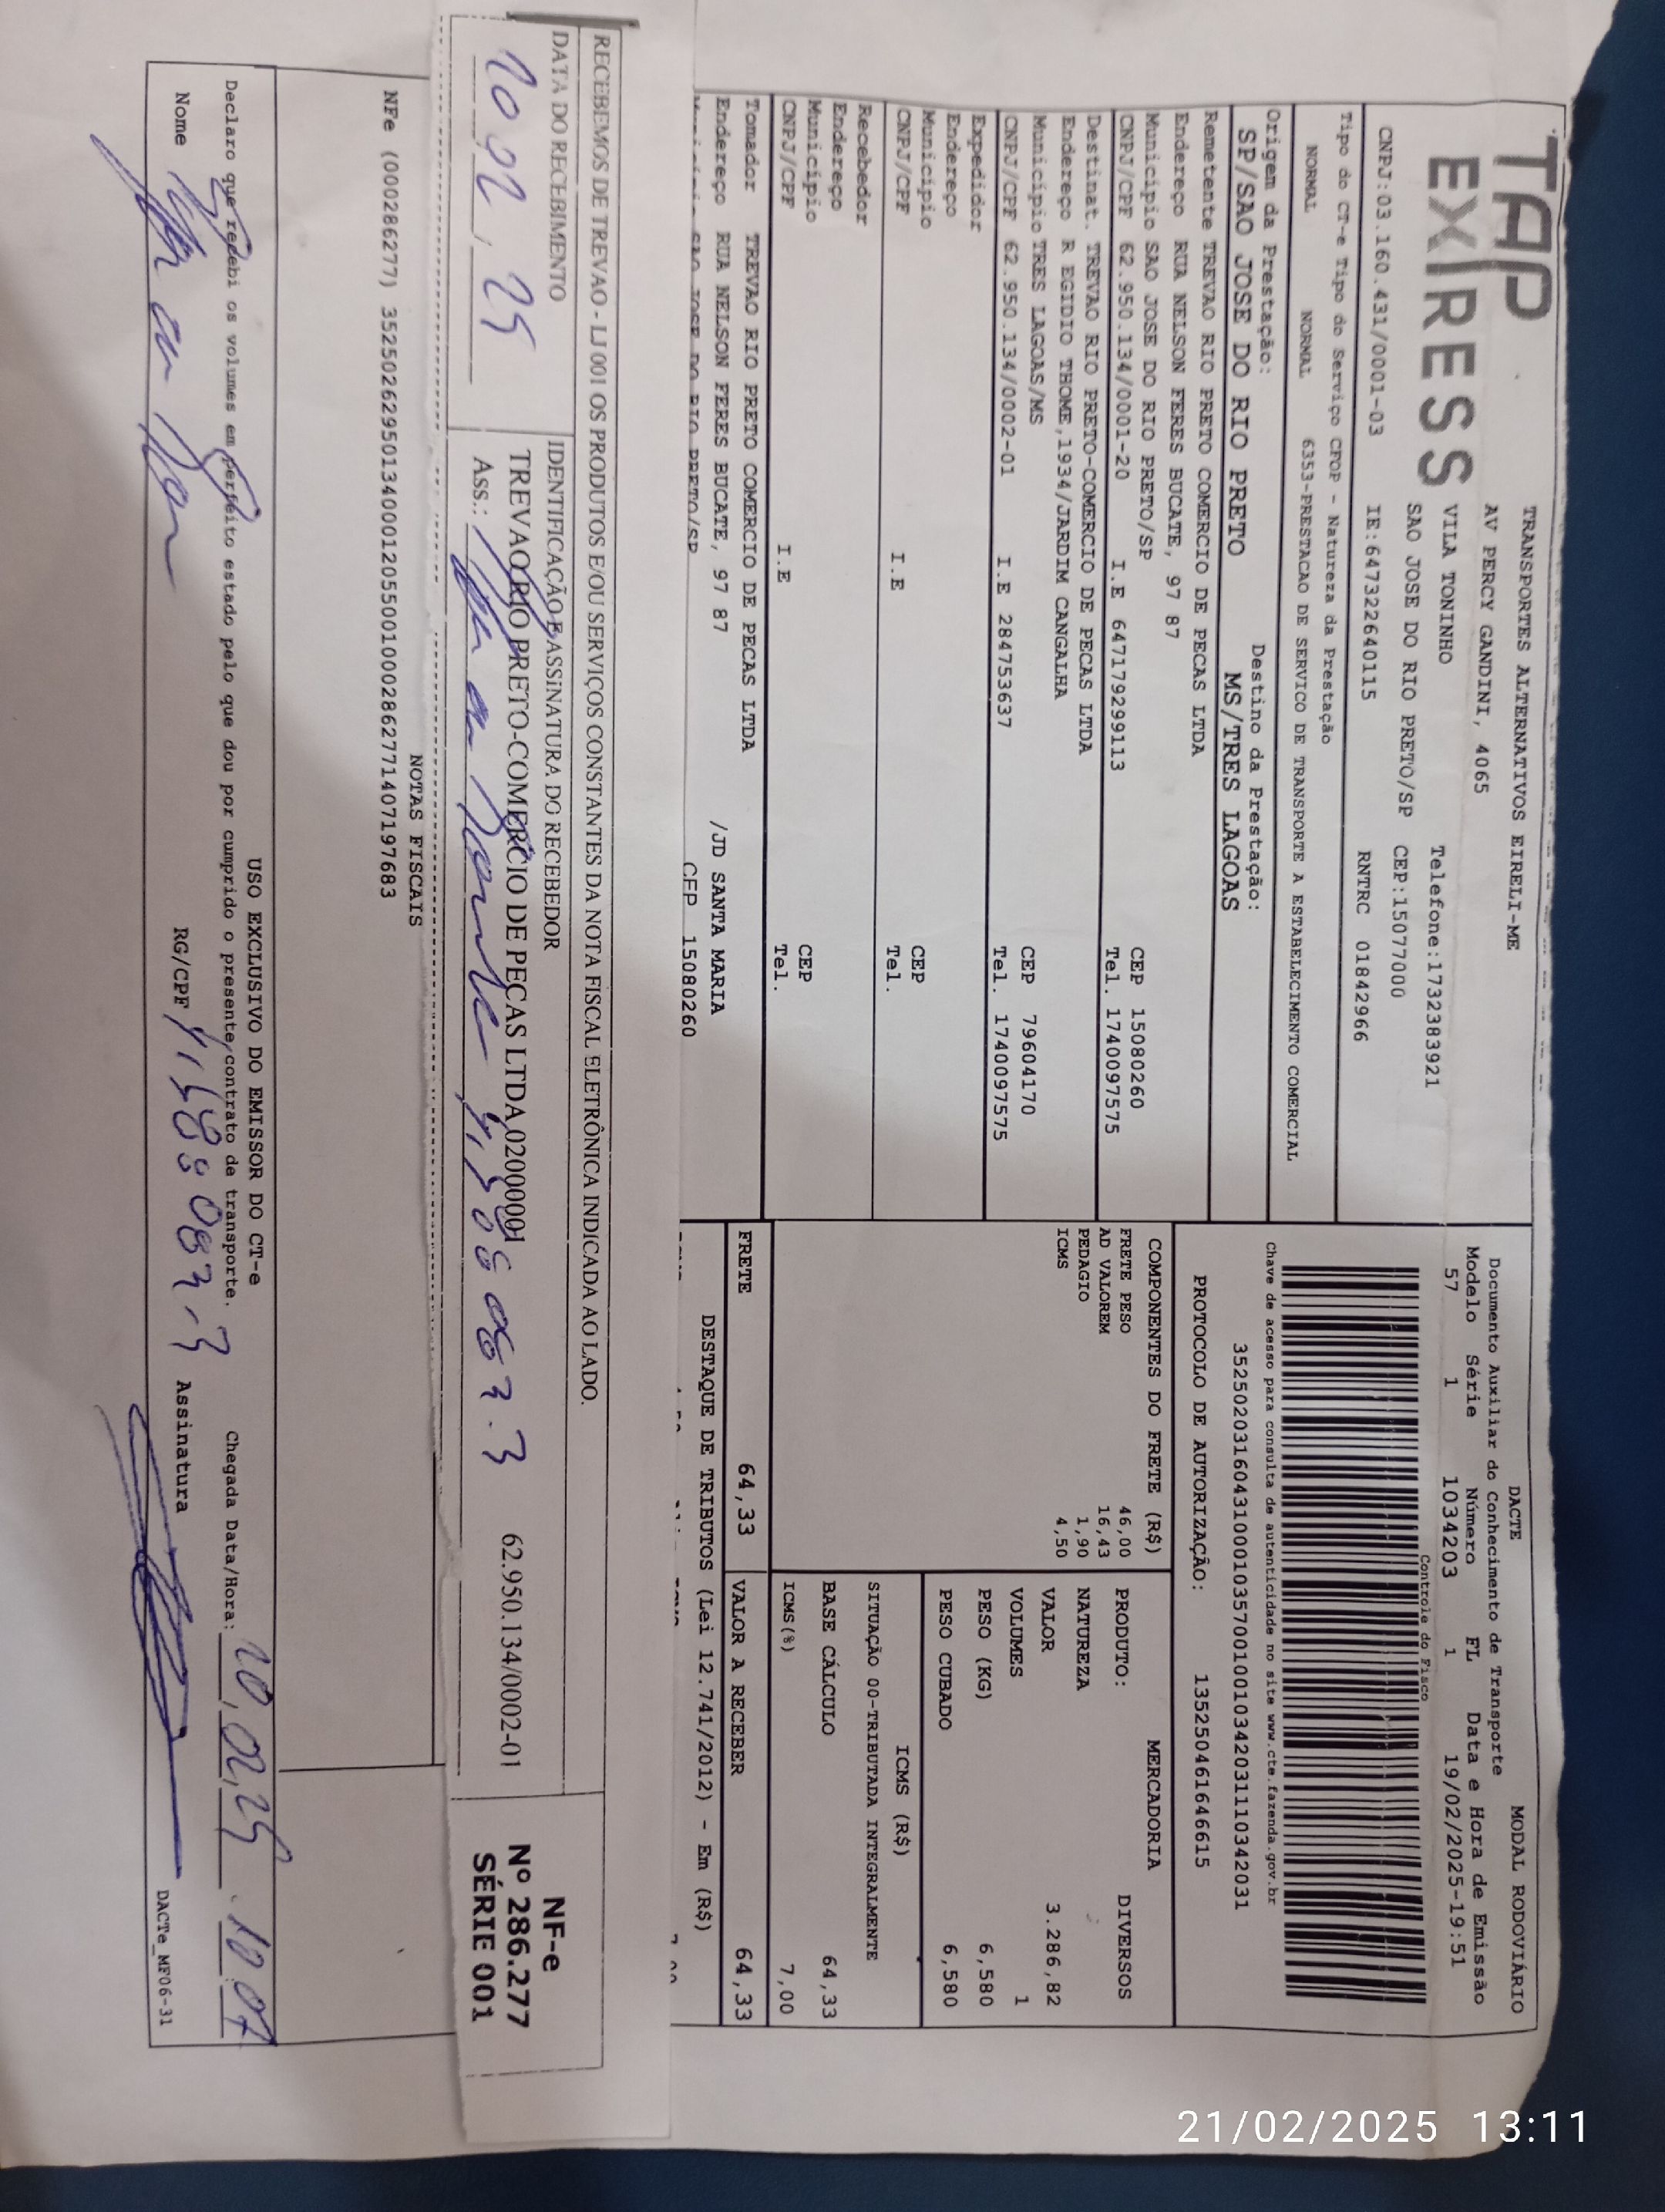 TAP
EXPRESS
TRANSPORTES ALTERNATIVOS EIRELI-ME
AV PERCY GANDINI, 4065
VILA TONINHO Telefone:1732383921
SAO JOSE DO RIO PRETO/SP CEP:15077000
CNPJ:03.160.431/0001-03 IE:647322640115 RNTRC 01842966
Tipo do CT-e Tipo do Serviço CFOP - Natureza da Prestação
NORMAL NORMAL 6353-PRESTACAO DE SERVICO DE TRANSPORTE A ESTABELECIMENTO COMERCIAL
Origem da Prestação: Destino da Prestação:
SP/SAO JOSE DO RIO PRETO MS/TRES LAGOAS
Remetente TREVAO RIO PRETO COMERCIO DE PECAS LTDA
Endereço RUA NELSON FERES BUCATE, 97 87
Município SAO JOSE DO RIO PRETO/SP CEP 15080260
CNPJ/CPF 62.950.134/0001-20 I.E 647179299113 Tel. 1740097575
Destinat. TREVAO RIO PRETO-COMERCIO DE PECAS LTDA
Endereço R EGIDIO THOME,1934/JARDIM CANGALHA
Município TRES LAGOAS/MS CEP 79604170
CNPJ/CPF 62.950.134/0002-01 I.E 284753637 Tel. 1740097575
Expedidor
Endereço
Município CEP
CNPJ/CPF I.E Tel.
Recebedor
Endereço
Município CEP
CNPJ/CPF I.E Tel.
Tomador TREVAO RIO PRETO COMERCIO DE PECAS LTDA
Endereço RUA NELSON FERES BUCATE, 97 87 /JD SANTA MARIA
Município SAO JOSE DO RIO PRETO/SP CEP 15080260
DACTE MODAL RODOVIÁRIO
Documento Auxiliar do Conhecimento de Transporte
Modelo Série Número FL Data e Hora de Emissão
57 1 1034203 1 19/02/2025-19:51
Controle do Fisco
Chave de acesso para consulta de autenticidade no site www.cte.fazenda.gov.br
35250203160431000103570010010342031110342031
PROTOCOLO DE AUTORIZAÇÃO: 135250461646615
COMPONENTES DO FRETE (R$)
FRETE PESO 46,00
AD VALOREM 16,43
PEDAGIO 1,90
ICMS 4,50
MERCADORIA
PRODUTO: DIVERSOS
NATUREZA
VALOR 3.286,82
VOLUMES 1
PESO (KG) 6,580
PESO CUBADO 6,580
ICMS (R$)
SITUAÇÃO 00-TRIBUTADA INTEGRALMENTE
BASE CÁLCULO 64,33
ICMS(%) 7,00
FRETE 64,33 VALOR A RECEBER 64,33
DESTAQUE DE TRIBUTOS (Lei 12.741/2012) - Em (R$)
RECEBEMOS DE TREVAO - LJ 001 OS PRODUTOS E/OU SERVIÇOS CONSTANTES DA NOTA FISCAL ELETRÔNICA INDICADA AO LADO.
DATA DO RECEBIMENTO IDENTIFICAÇÃO E ASSINATURA DO RECEBEDOR
TREVAO RIO PRETO-COMERCIO DE PECAS LTDA 02000001 62.950.134/0002-01
ASS.:
NF-e
Nº 286.277
SÉRIE 001
NOTAS FISCAIS
NFe (000286277) 35250262950134000120550010002862771407197683
USO EXCLUSIVO DO EMISSOR DO CT-e
Declaro que recebi os volumes em perfeito estado pelo que dou por cumprido o presente contrato de transporte. Chegada Data/Hora:
Nome RG/CPF Assinatura
DACTe_MF06-31
21/02/2025 13:11